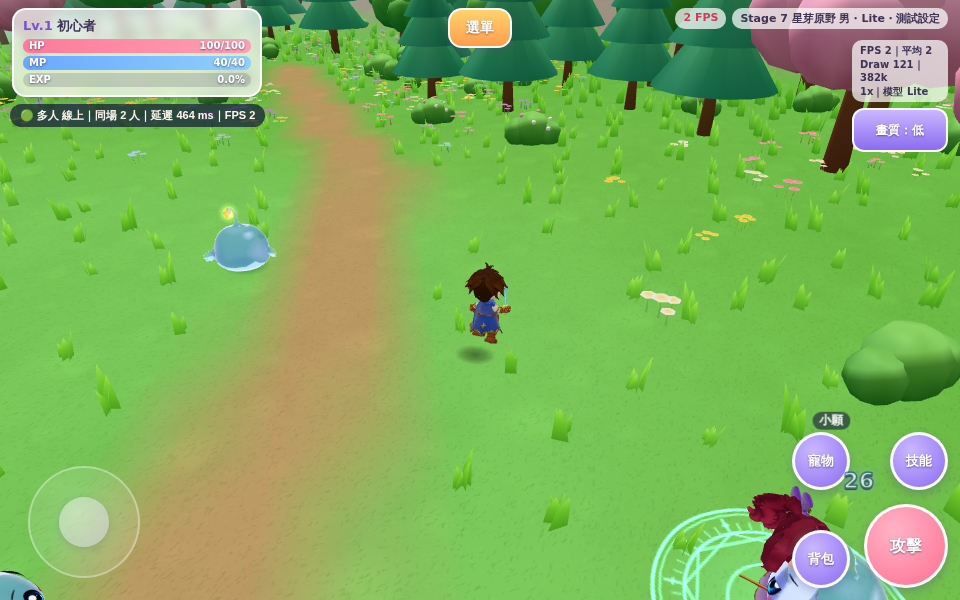 Lv.1 初心者
HP 100/100
MP 40/40
EXP 0.0%
多人 線上｜同場 2 人｜延遲 464 ms｜FPS 2
選單
2 FPS
Stage 7 星芽原野 男・Lite・測試設定
FPS 2｜平均 2
Draw 121｜
382k
1x｜模型 Lite
畫質：低
小願
寵物
技能
26
背包
攻擊